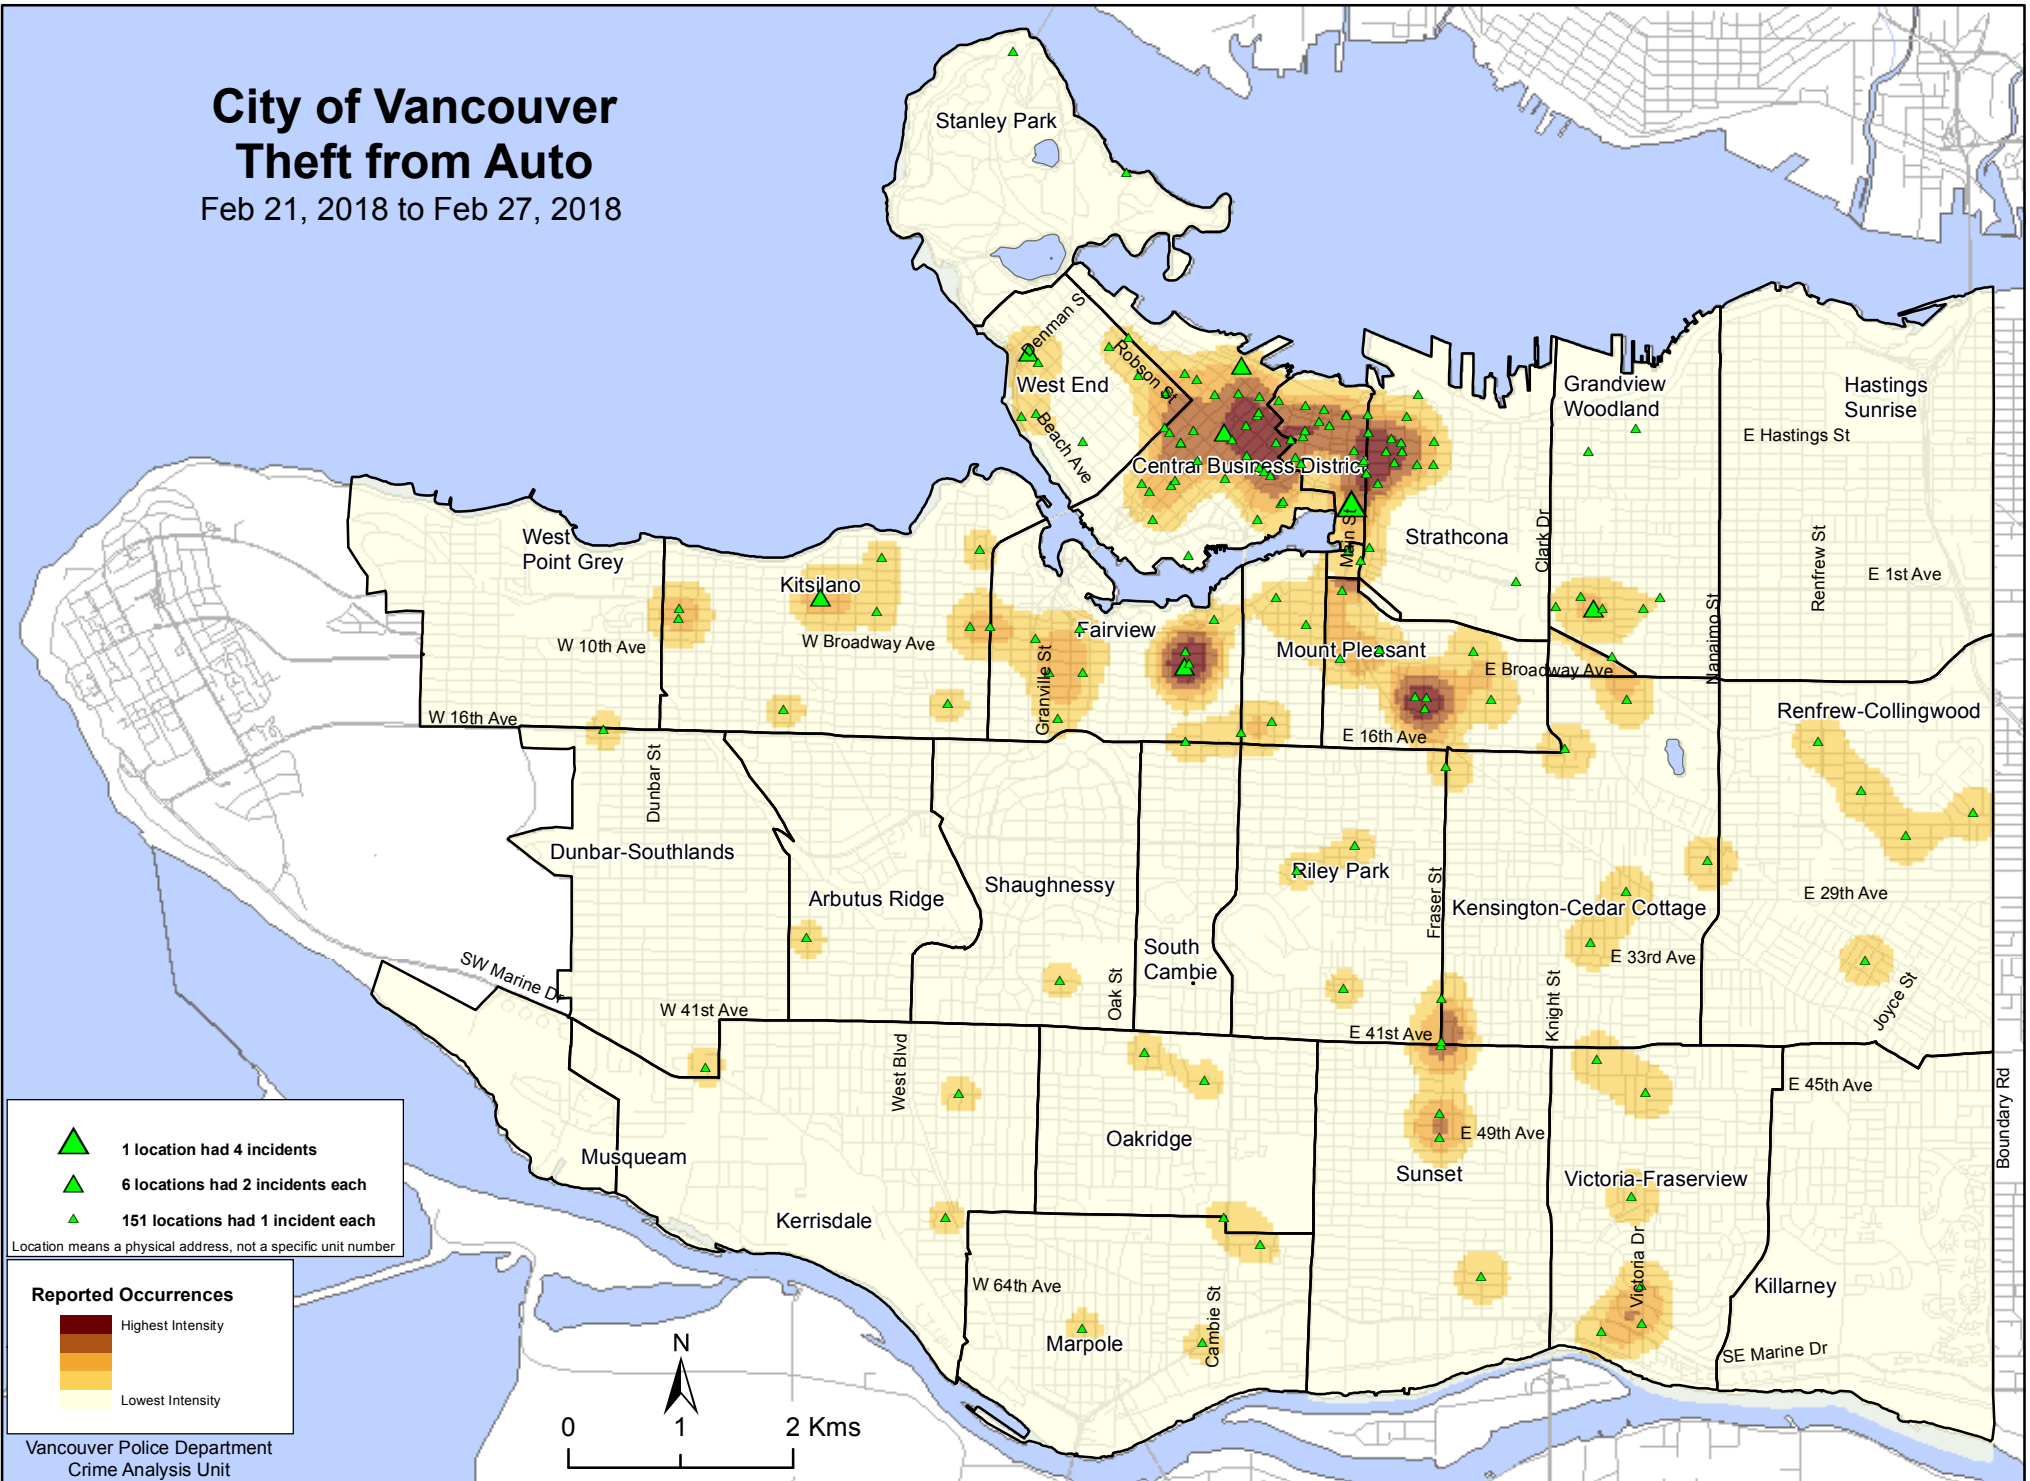 City of Vancouver
Theft from Auto
Feb 21, 2018 to Feb 27, 2018
Stanley Park
Denman S
Robson St
West End
Beach Ave
Central Business Distric
Grandview
Woodland
Hastings
Sunrise
E Hastings St
Main St
Strathcona
Clark Dr
Renfrew St
E 1st Ave
Nanaimo St
West
Point Grey
Kitsilano
W 10th Ave
W Broadway Ave
Fairview
Granville St
Mount Pleasant
E Broadway Ave
W 16th Ave
E 16th Ave
Renfrew-Collingwood
Dunbar St
Dunbar-Southlands
Arbutus Ridge
Shaughnessy
Riley Park
Fraser St
Kensington-Cedar Cottage
E 29th Ave
South
Cambie
E 33rd Ave
SW Marine Dr
W 41st Ave
Oak St
E 41st Ave
Knight St
Joyce St
West Blvd
E 45th Ave
Boundary Rd
Oakridge
E 49th Ave
Musqueam
Sunset
Victoria-Fraserview
Kerrisdale
Victoria Dr
W 64th Ave
Cambie St
Killarney
Marpole
SE Marine Dr
1 location had 4 incidents
6 locations had 2 incidents each
151 locations had 1 incident each
Location means a physical address, not a specific unit number
Reported Occurrences
Highest Intensity
Lowest Intensity
Vancouver Police Department
Crime Analysis Unit
N
0 1 2 Kms